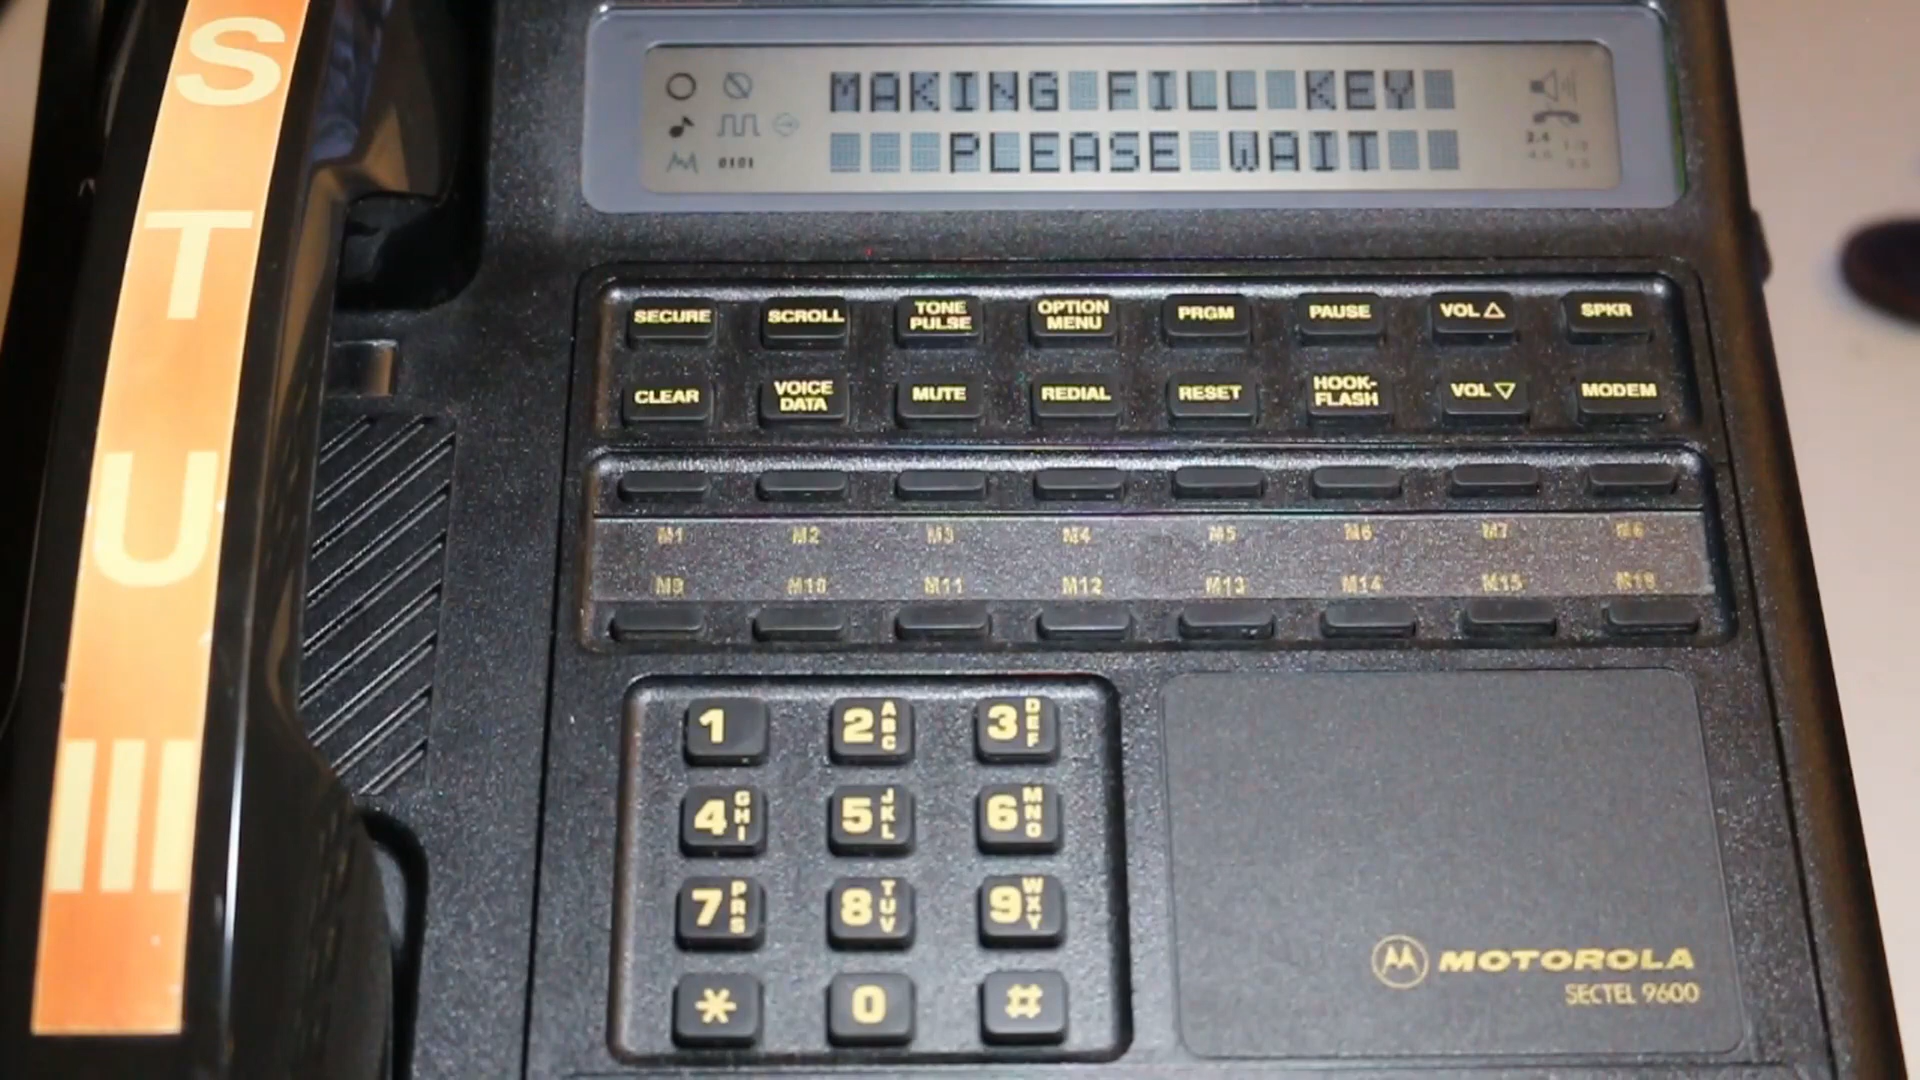 S
T
U
III
0101
MAKING FILL KEY
PLEASE WAIT
2.4
SECURE
SCROLL
TONE
PULSE
OPTION
MENU
PRGM
PAUSE
VOL △
SPKR
CLEAR
VOICE
DATA
MUTE
REDIAL
RESET
HOOK-
FLASH
VOL ▽
MODEM
M1 M2 M3 M4 M5 M6 M7 M8
M9 M10 M11 M12 M13 M14 M15 M16
1
2 ABC
3 DEF
4 GHI
5 JKL
6 MNO
7 PRS
8 TUV
9 WXY
*
0
#
MOTOROLA
SECTEL 9600